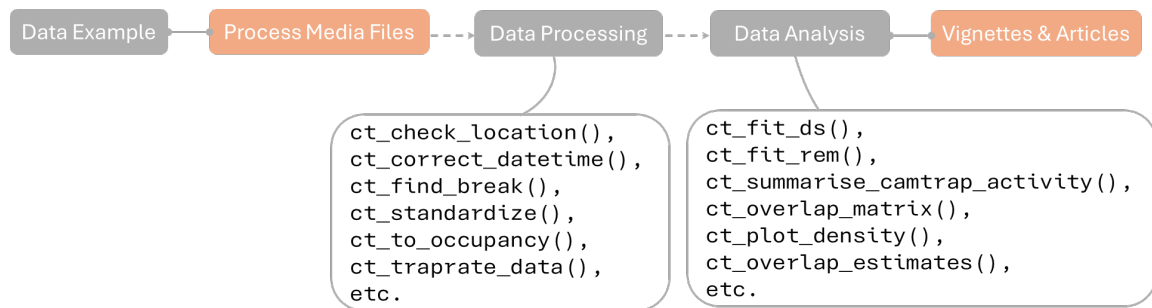 Data Example
Process Media Files
Data Processing
Data Analysis
Vignettes & Articles
ct_check_location(),
ct_correct_datetime(),
ct_find_break(),
ct_standardize(),
ct_to_occupancy(),
ct_traprate_data(),
etc.
ct_fit_ds(),
ct_fit_rem(),
ct_summarise_camtrap_activity(),
ct_overlap_matrix(),
ct_plot_density(),
ct_overlap_estimates(),
etc.